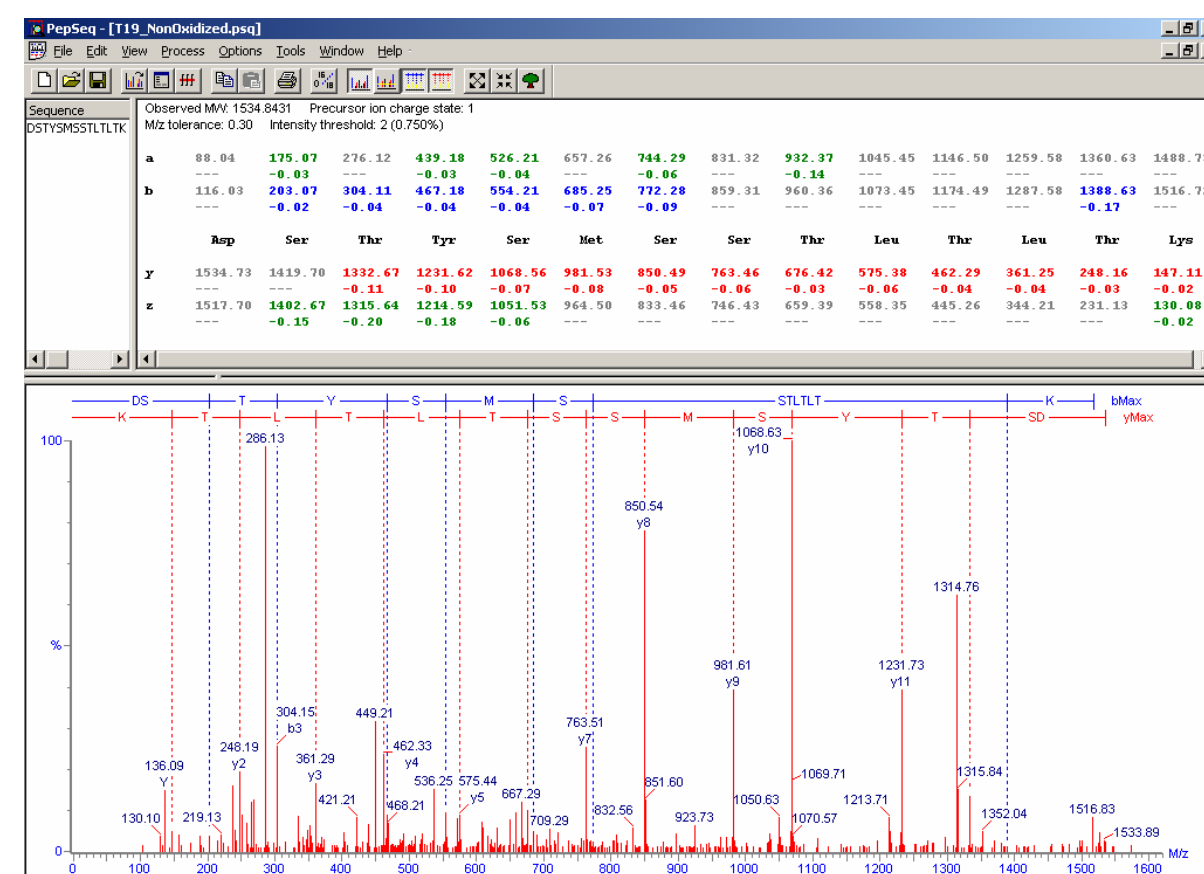 PepSeq - [T19_NonOxidized.psq]
File Edit View Process Options Tools Window Help
Sequence
DSTYSMSSTLTLTK
Observed MW: 1534.8431 Precursor ion charge state: 1
M/z tolerance: 0.30 Intensity threshold: 2 (0.750%)
a 88.04 175.07 276.12 439.18 526.21 657.26 744.29 831.32 932.37 1045.45 1146.50 1259.58 1360.63 1488.7
--- -0.03 --- -0.03 -0.04 --- -0.06 --- -0.14 --- --- --- --- ---
b 116.03 203.07 304.11 467.18 554.21 685.25 772.28 859.31 960.36 1073.45 1174.49 1287.58 1388.63 1516.7
--- -0.02 -0.04 -0.04 -0.04 -0.07 -0.09 --- --- --- --- --- -0.17 ---
Asp Ser Thr Tyr Ser Met Ser Ser Thr Leu Thr Leu Thr Lys
y 1534.73 1419.70 1332.67 1231.62 1068.56 981.53 850.49 763.46 676.42 575.38 462.29 361.25 248.16 147.11
--- --- -0.11 -0.10 -0.07 -0.08 -0.05 -0.06 -0.03 -0.06 -0.04 -0.04 -0.03 -0.02
z 1517.70 1402.67 1315.64 1214.59 1051.53 964.50 833.46 746.43 659.39 558.35 445.26 344.21 231.13 130.08
--- -0.15 -0.20 -0.18 -0.06 --- --- --- --- --- --- --- --- -0.02
DS T Y S M S STLTLT K bMax
K T L T L T S S M S Y T SD yMax
100
286.13
1068.63
y10
850.54
y8
1314.76
%
981.61
y9
1231.73
y11
304.15
b3
449.21
763.51
y7
248.19
y2
462.33
y4
361.29
y3
136.09
Y
536.25
575.44
y5
851.60
1069.71
1315.84
421.21
667.29
1050.63
1213.71
130.10
219.13
468.21
709.29
832.56
923.73
1070.57
1352.04
1516.83
1533.89
0
0 100 200 300 400 500 600 700 800 900 1000 1100 1200 1300 1400 1500 1600
M/z